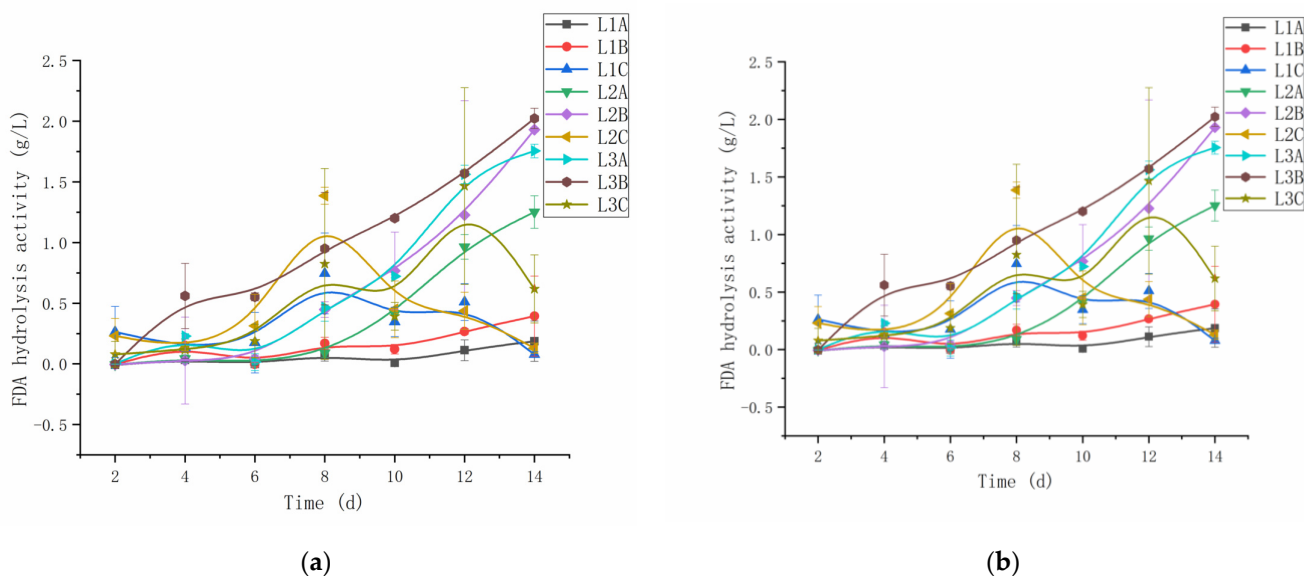 L1A
L1B
L1C
L2A
L2B
L2C
L3A
L3B
L3C
2.5
2.0
1.5
1.0
0.5
0.0
-0.5
FDA hydrolysis activity (g/L)
2 4 6 8 10 12 14
Time (d)
(a)
L1A
L1B
L1C
L2A
L2B
L2C
L3A
L3B
L3C
2.5
2.0
1.5
1.0
0.5
0.0
-0.5
FDA hydrolysis activity (g/L)
2 4 6 8 10 12 14
Time (d)
(b)